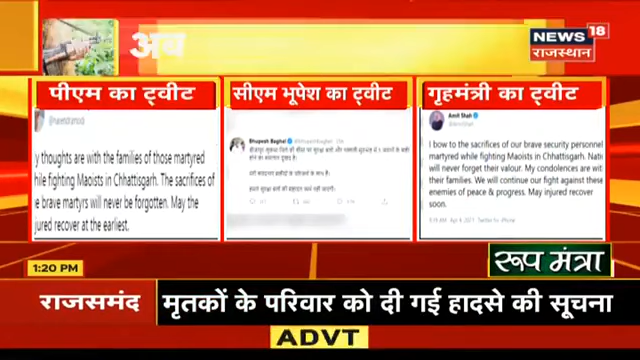 अब
NEWS 18
राजस्थान
पीएम का ट्वीट
सीएम भूपेश का ट्वीट
गृहमंत्री का ट्वीट
@narendramodi
y thoughts are with the families of those martyred
hile fighting Maoists in Chhattisgarh. The sacrifices of
e brave martyrs will never be forgotten. May the
jured recover at the earliest.
Bhupesh Baghel
Amit Shah
@AmitShah
I bow to the sacrifices of our brave security personnel
martyred while fighting Maoists in Chhattisgarh. Nati
will never forget their valour. My condolences are wit
their families. We will continue our fight against these
enemies of peace & progress. May injured recover
soon.
1:20 PM
रूप मंत्रा
राजसमंद
मृतकों के परिवार को दी गई हादसे की सूचना
ADVT